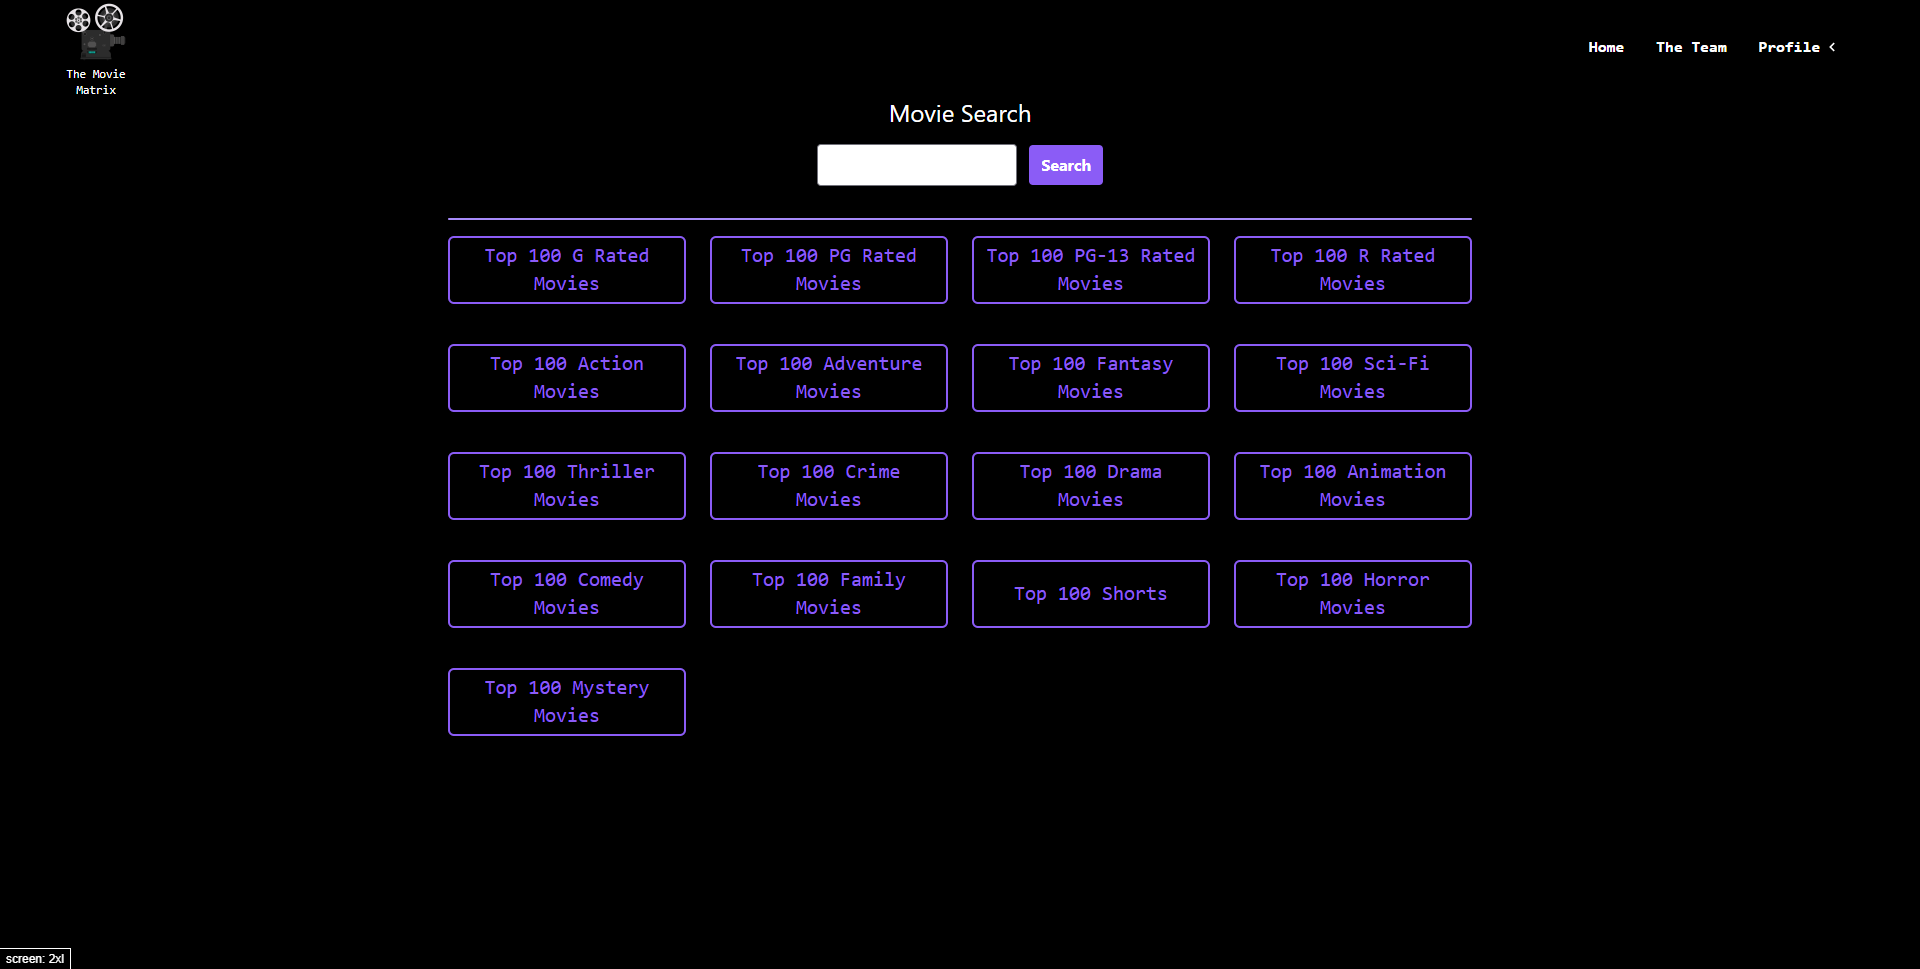 The Movie
Matrix
Home
The Team
Profile
Movie Search
Search
Top 100 G Rated
Movies
Top 100 PG Rated
Movies
Top 100 PG-13 Rated
Movies
Top 100 R Rated
Movies
Top 100 Action
Movies
Top 100 Adventure
Movies
Top 100 Fantasy
Movies
Top 100 Sci-Fi
Movies
Top 100 Thriller
Movies
Top 100 Crime
Movies
Top 100 Drama
Movies
Top 100 Animation
Movies
Top 100 Comedy
Movies
Top 100 Family
Movies
Top 100 Shorts
Top 100 Horror
Movies
Top 100 Mystery
Movies
screen: 2xl